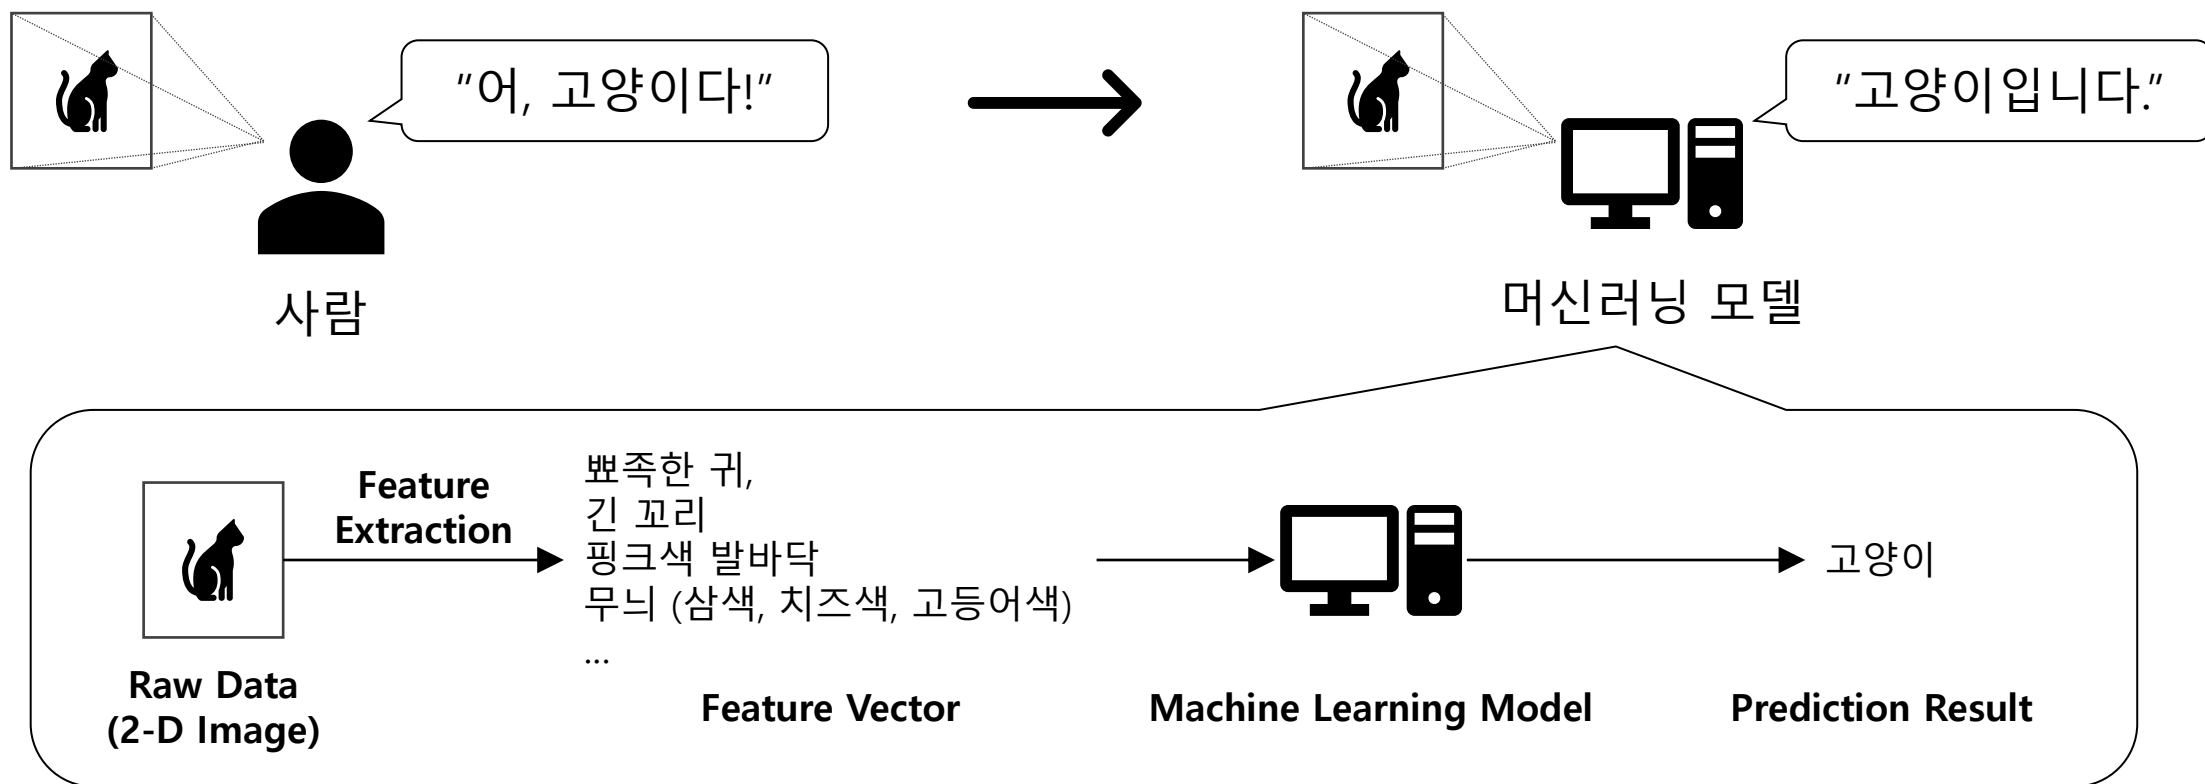 "어, 고양이다!"
"고양이입니다."
사람
머신러닝 모델
Feature
Extraction
뾰족한 귀,
긴 꼬리
핑크색 발바닥
무늬 (삼색, 치즈색, 고등어색)
...
고양이
Raw Data
(2-D Image)
Feature Vector
Machine Learning Model
Prediction Result